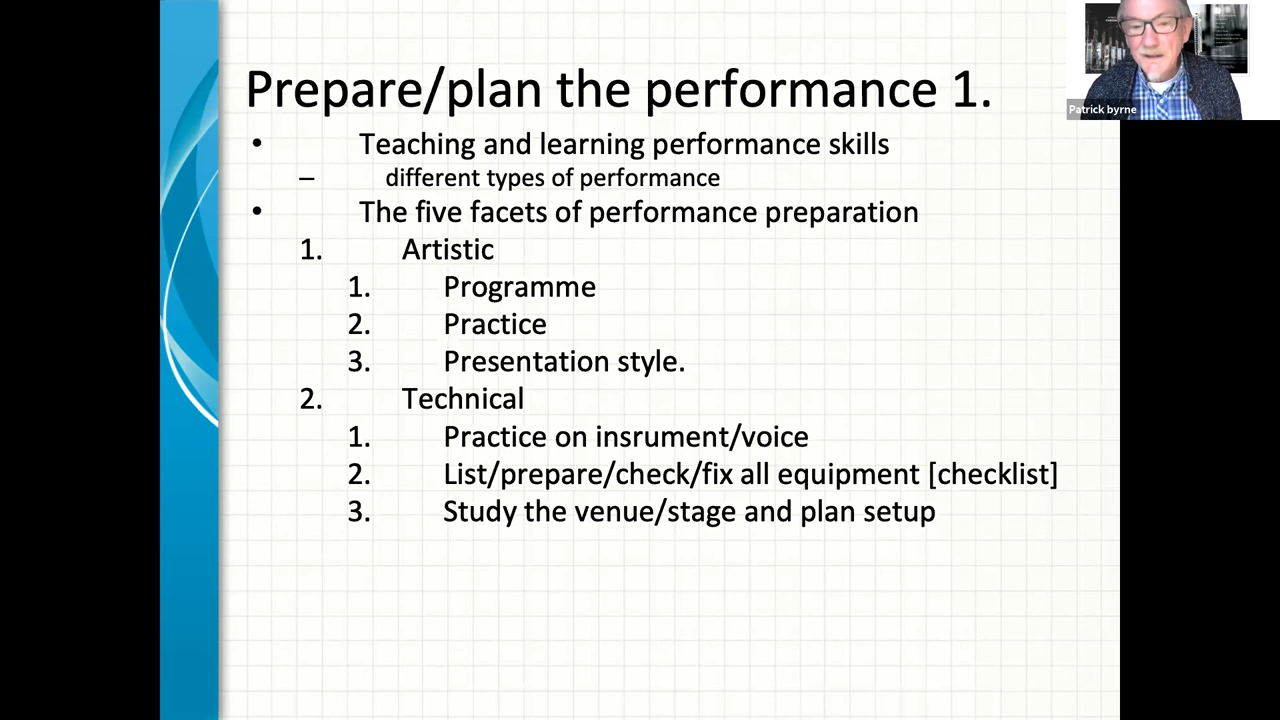 Prepare/plan the performance 1.
• Teaching and learning performance skills
– different types of performance
• The five facets of performance preparation
1. Artistic
1. Programme
2. Practice
3. Presentation style.
2. Technical
1. Practice on insrument/voice
2. List/prepare/check/fix all equipment [checklist]
3. Study the venue/stage and plan setup
Patrick byrne